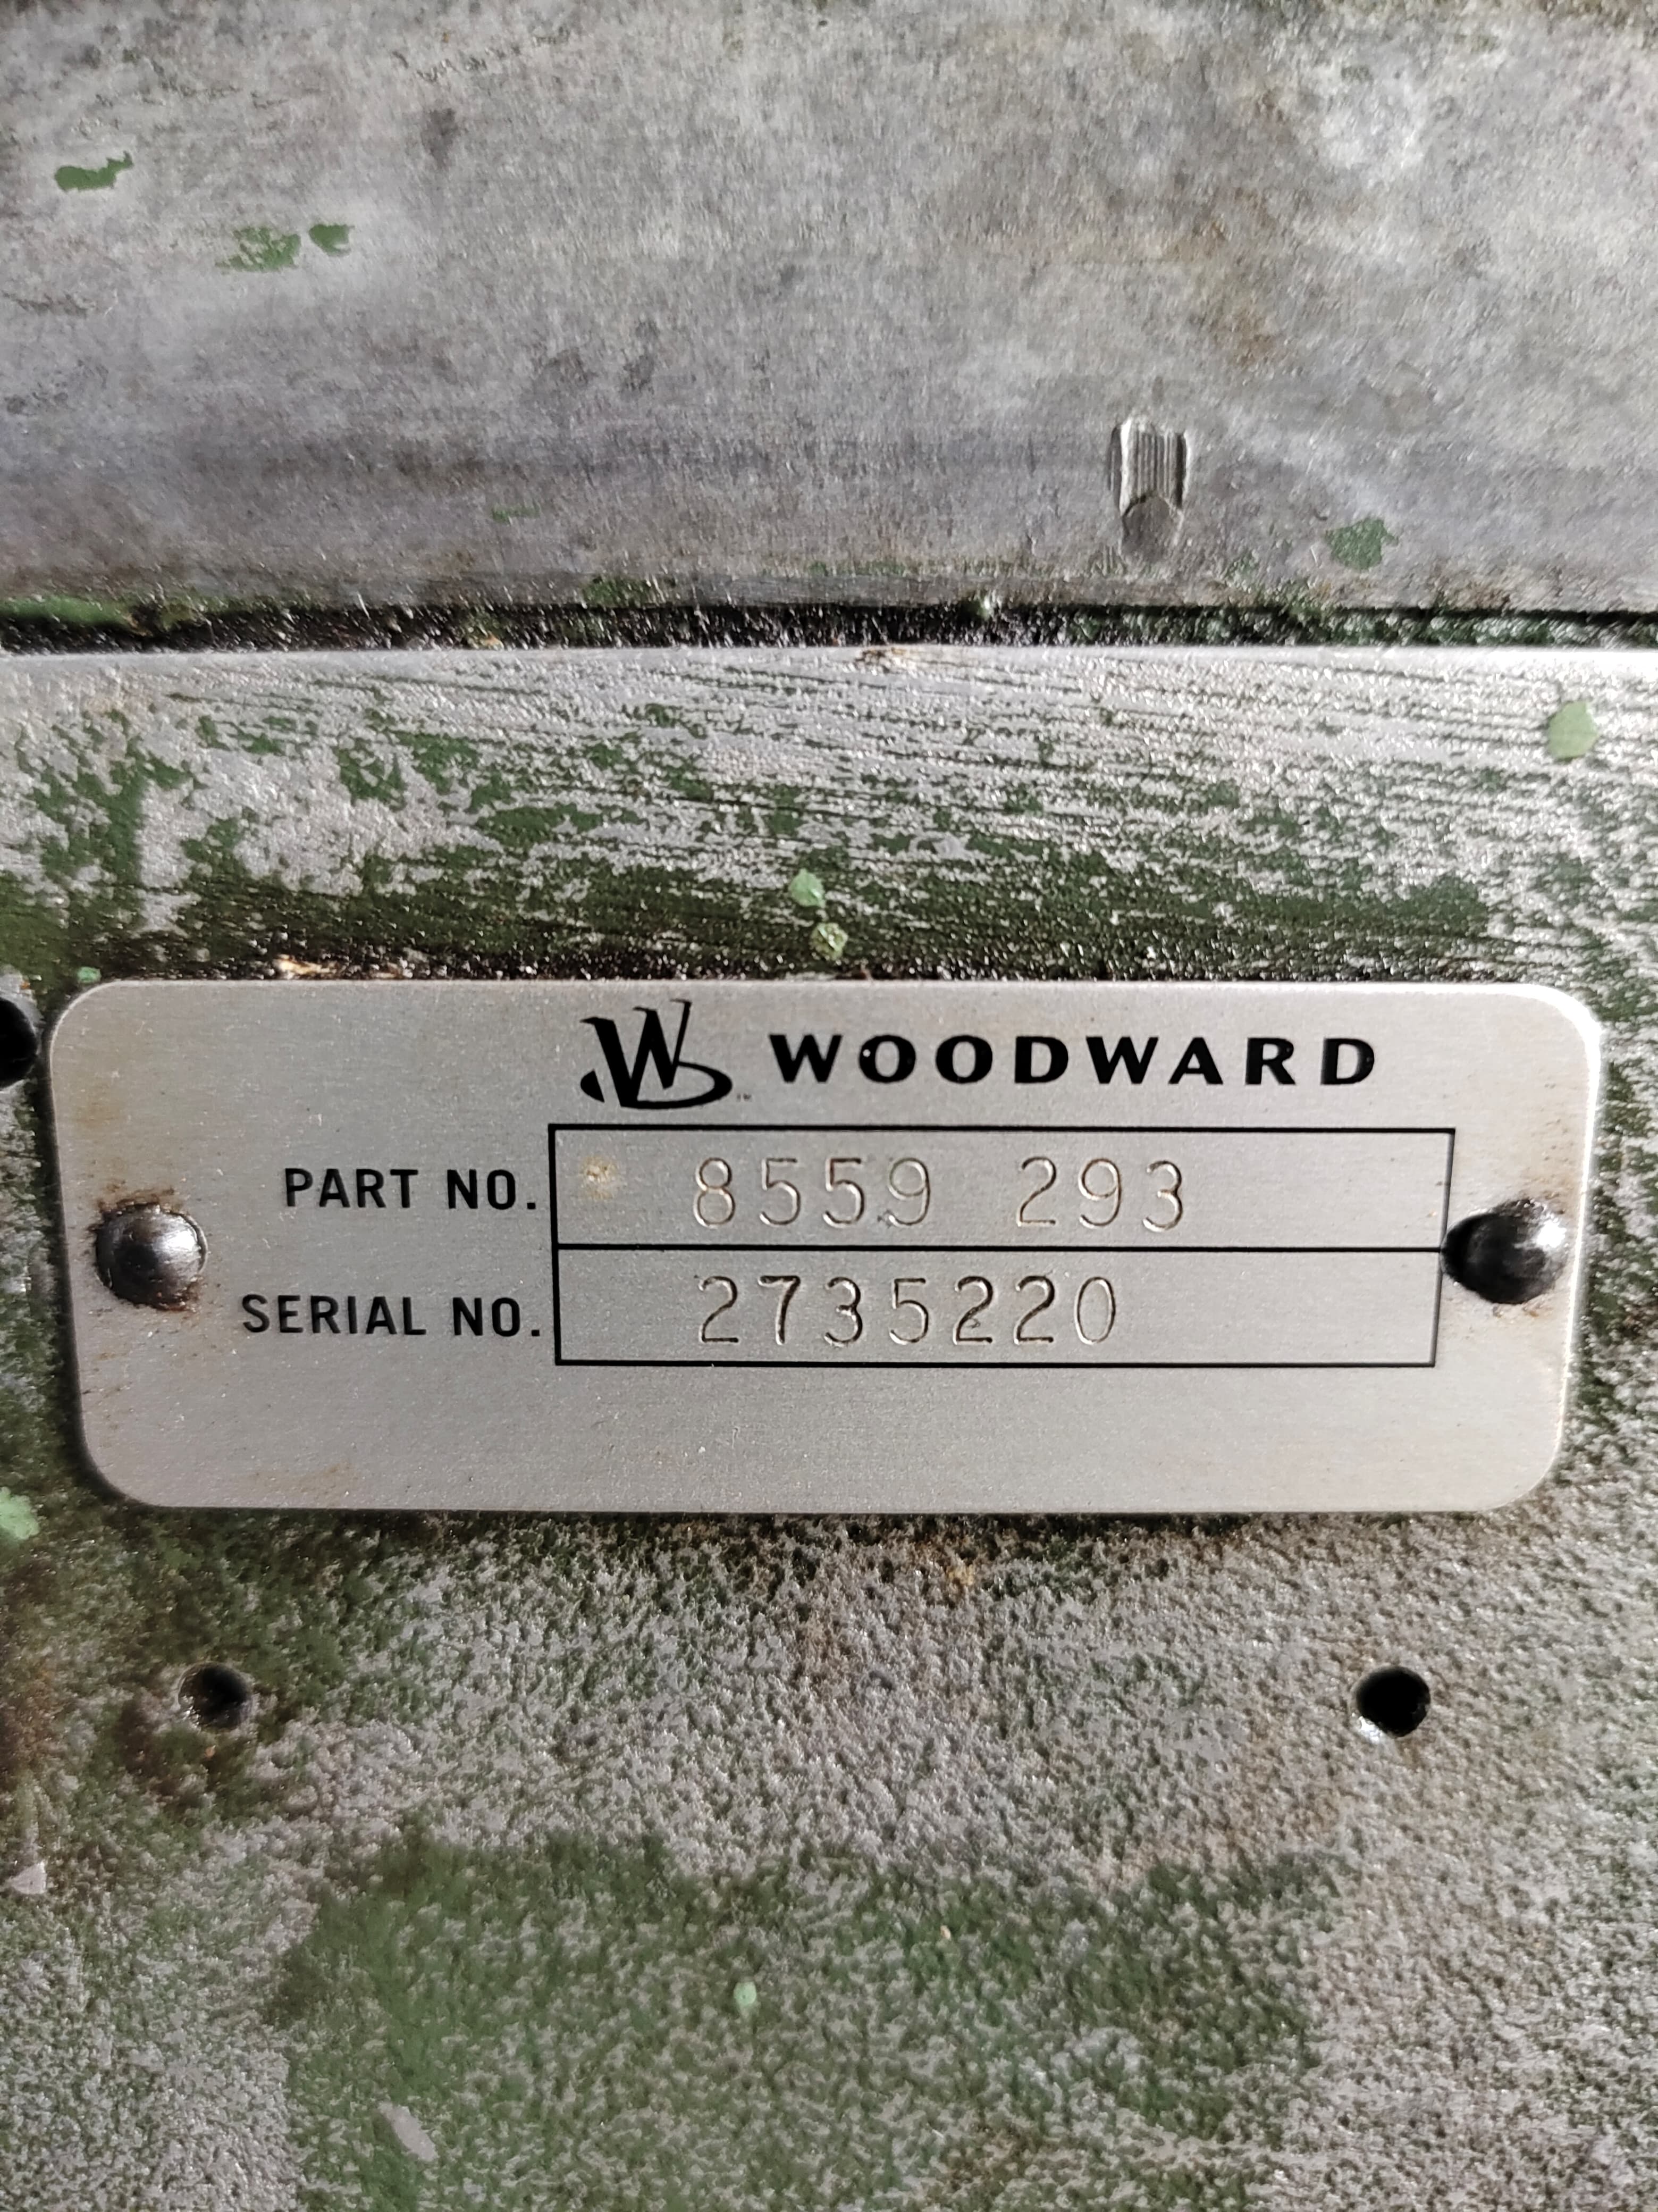 WOODWARD
PART NO. 8559 293
SERIAL NO. 2735220